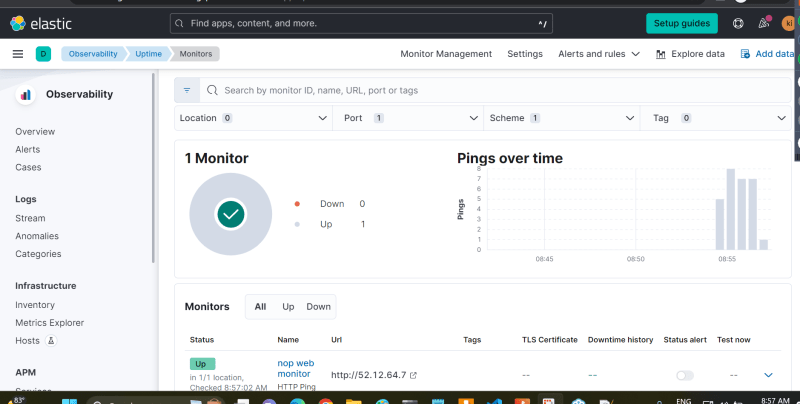 elastic
Find apps, content, and more.
^/
Setup guides
ki
D
Observability
Uptime
Monitors
Monitor Management
Settings
Alerts and rules
Explore data
Add data
Observability
Overview
Alerts
Cases
Logs
Stream
Anomalies
Categories
Infrastructure
Inventory
Metrics Explorer
Hosts
APM
Services
Search by monitor ID, name, URL, port or tags
Location 0
Port 1
Scheme 1
Tag 0
1 Monitor
Down 0
Up 1
Pings over time
Pings
8
7
6
5
4
3
2
1
0
08:45
08:50
08:55
Monitors
All
Up
Down
Status
Name
Url
Tags
TLS Certificate
Downtime history
Status alert
Test now
Up
in 1/1 location,
Checked 8:57:02 AM
nop web
monitor
HTTP Ping
http://52.12.64.7
--
--
--
83°
ENG
8:57 AM